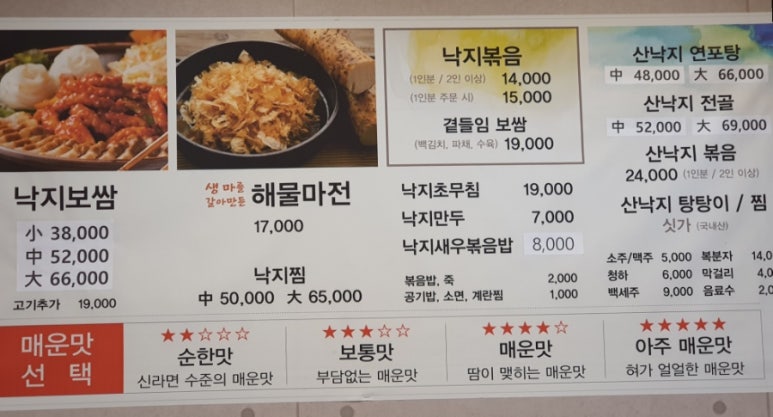 낙지보쌈
小 38,000
中 52,000
大 66,000
고기추가 19,000
생 마를
갈아만든
해물마전
17,000
낙지찜
中 50,000 大 65,000
낙지볶음
(1인분 / 2인 이상) 14,000
(1인분 주문 시) 15,000
곁들임 보쌈
(백김치, 파채, 수육) 19,000
낙지초무침 19,000
낙지만두 7,000
낙지새우볶음밥 8,000
볶음밥, 죽 2,000
공기밥, 소면, 계란찜 1,000
산낙지 연포탕
中 48,000 大 66,000
산낙지 전골
中 52,000 大 69,000
산낙지 볶음
24,000 (1인분 / 2인 이상)
산낙지 탕탕이 / 찜
싯가 (국내산)
소주/맥주 5,000 복분자 14,0
청하 6,000 막걸리 4,0
백세주 9,000 음료수 2,0
매운맛
선 택
★★☆☆☆
순한맛
신라면 수준의 매운맛
★★★☆☆
보통맛
부담없는 매운맛
★★★★☆
매운맛
땀이 맺히는 매운맛
★★★★★
아주 매운맛
혀가 얼얼한 매운맛